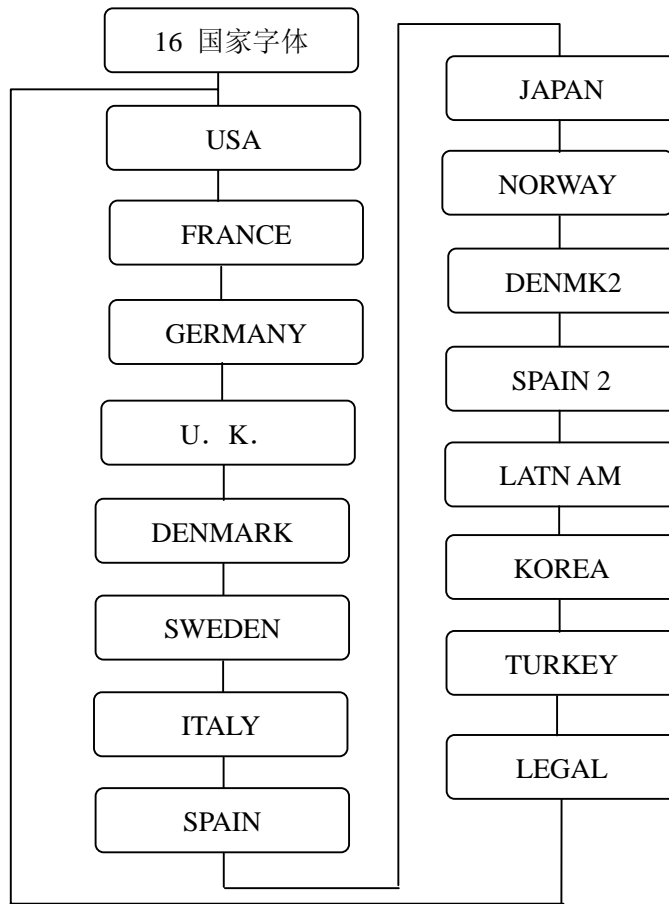 16 国家字体
USA
FRANCE
GERMANY
U．K．
DENMARK
SWEDEN
ITALY
SPAIN
JAPAN
NORWAY
DENMK2
SPAIN 2
LATN AM
KOREA
TURKEY
LEGAL